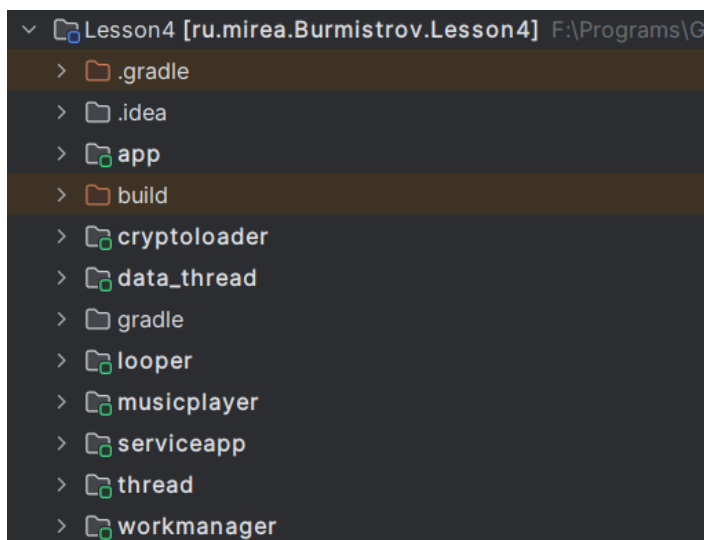 Lesson4 [ru.mirea.Burmistrov.Lesson4] F:\Programs\G
.gradle
.idea
app
build
cryptoloader
data_thread
gradle
looper
musicplayer
serviceapp
thread
workmanager